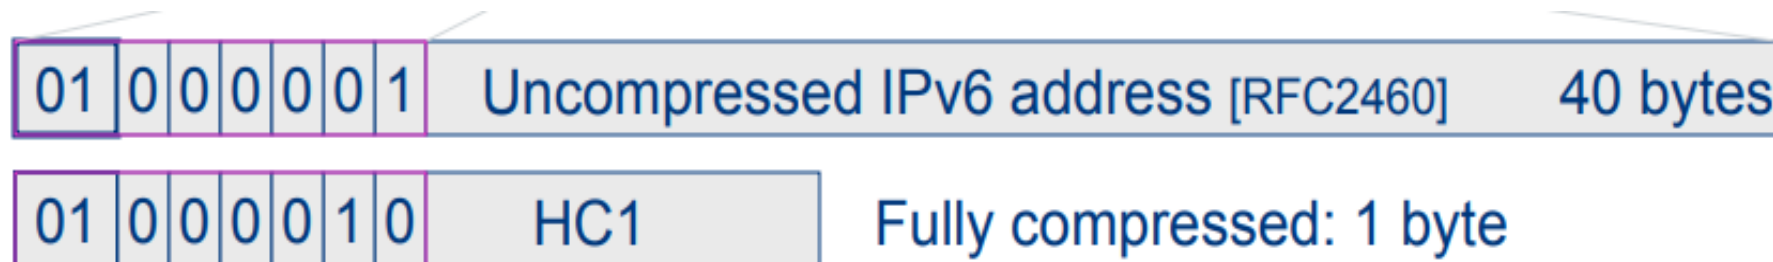 01 0 0 0 0 0 1 Uncompressed IPv6 address [RFC2460] 40 bytes
01 0 0 0 0 1 0 HC1 Fully compressed: 1 byte